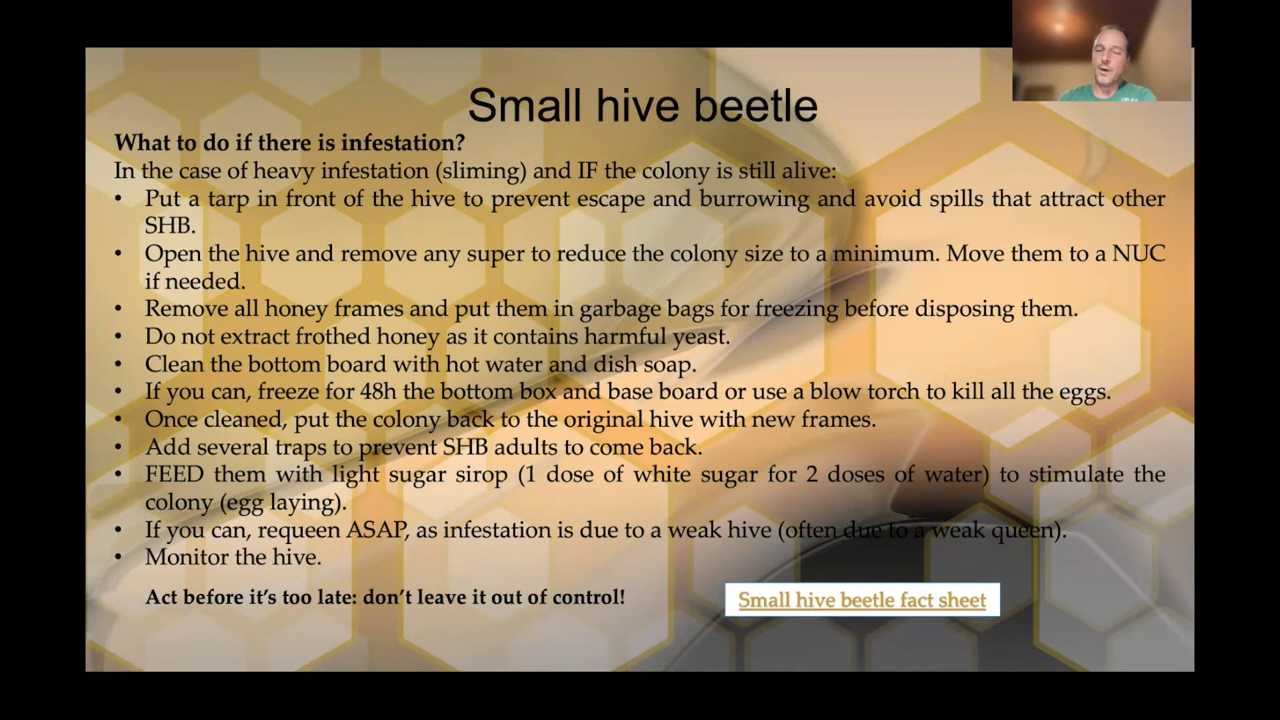 Small hive beetle
What to do if there is infestation?
In the case of heavy infestation (sliming) and IF the colony is still alive:
• Put a tarp in front of the hive to prevent escape and burrowing and avoid spills that attract other
SHB.
• Open the hive and remove any super to reduce the colony size to a minimum. Move them to a NUC
if needed.
• Remove all honey frames and put them in garbage bags for freezing before disposing them.
• Do not extract frothed honey as it contains harmful yeast.
• Clean the bottom board with hot water and dish soap.
• If you can, freeze for 48h the bottom box and base board or use a blow torch to kill all the eggs.
• Once cleaned, put the colony back to the original hive with new frames.
• Add several traps to prevent SHB adults to come back.
• FEED them with light sugar sirop (1 dose of white sugar for 2 doses of water) to stimulate the
colony (egg laying).
• If you can, requeen ASAP, as infestation is due to a weak hive (often due to a weak queen).
• Monitor the hive.
Act before it's too late: don't leave it out of control!
Small hive beetle fact sheet